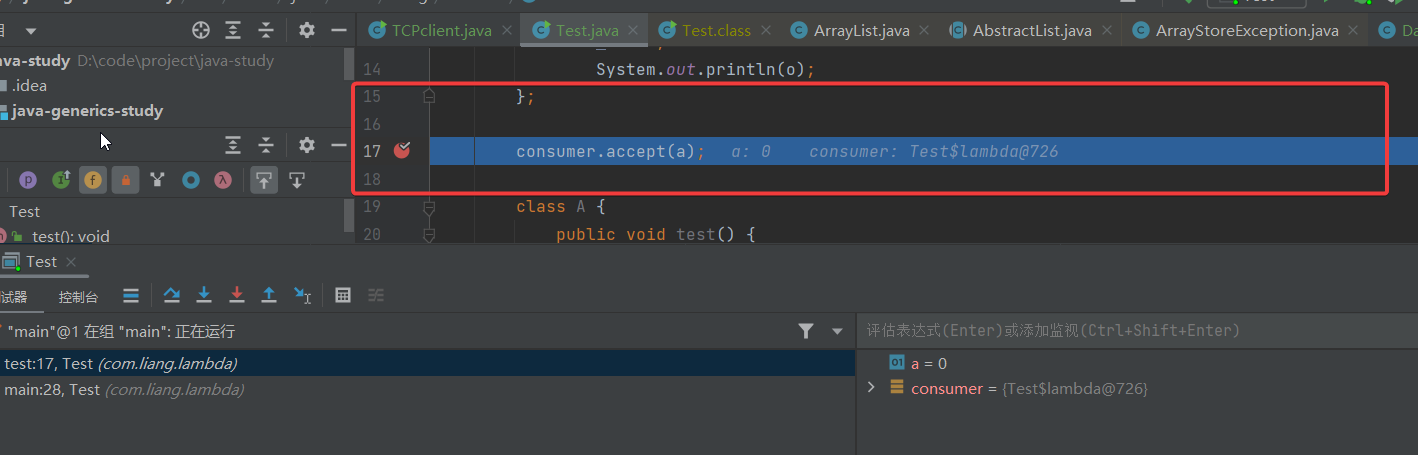 TCPclient.java Test.java Test.class ArrayList.java AbstractList.java ArrayStoreException.java Da
ava-study D:\code\project\java-study
.idea
java-generics-study
Test
test(): void
14 System.out.println(o);
15 };
16
17 consumer.accept(a); a: 0 consumer: Test$lambda@726
18
19 class A {
20 public void test() {
Test
试器 控制台
"main"@1 在组 "main": 正在运行
test:17, Test (com.liang.lambda)
main:28, Test (com.liang.lambda)
评估表达式(Enter)或添加监视(Ctrl+Shift+Enter)
a = 0
consumer = {Test$lambda@726}